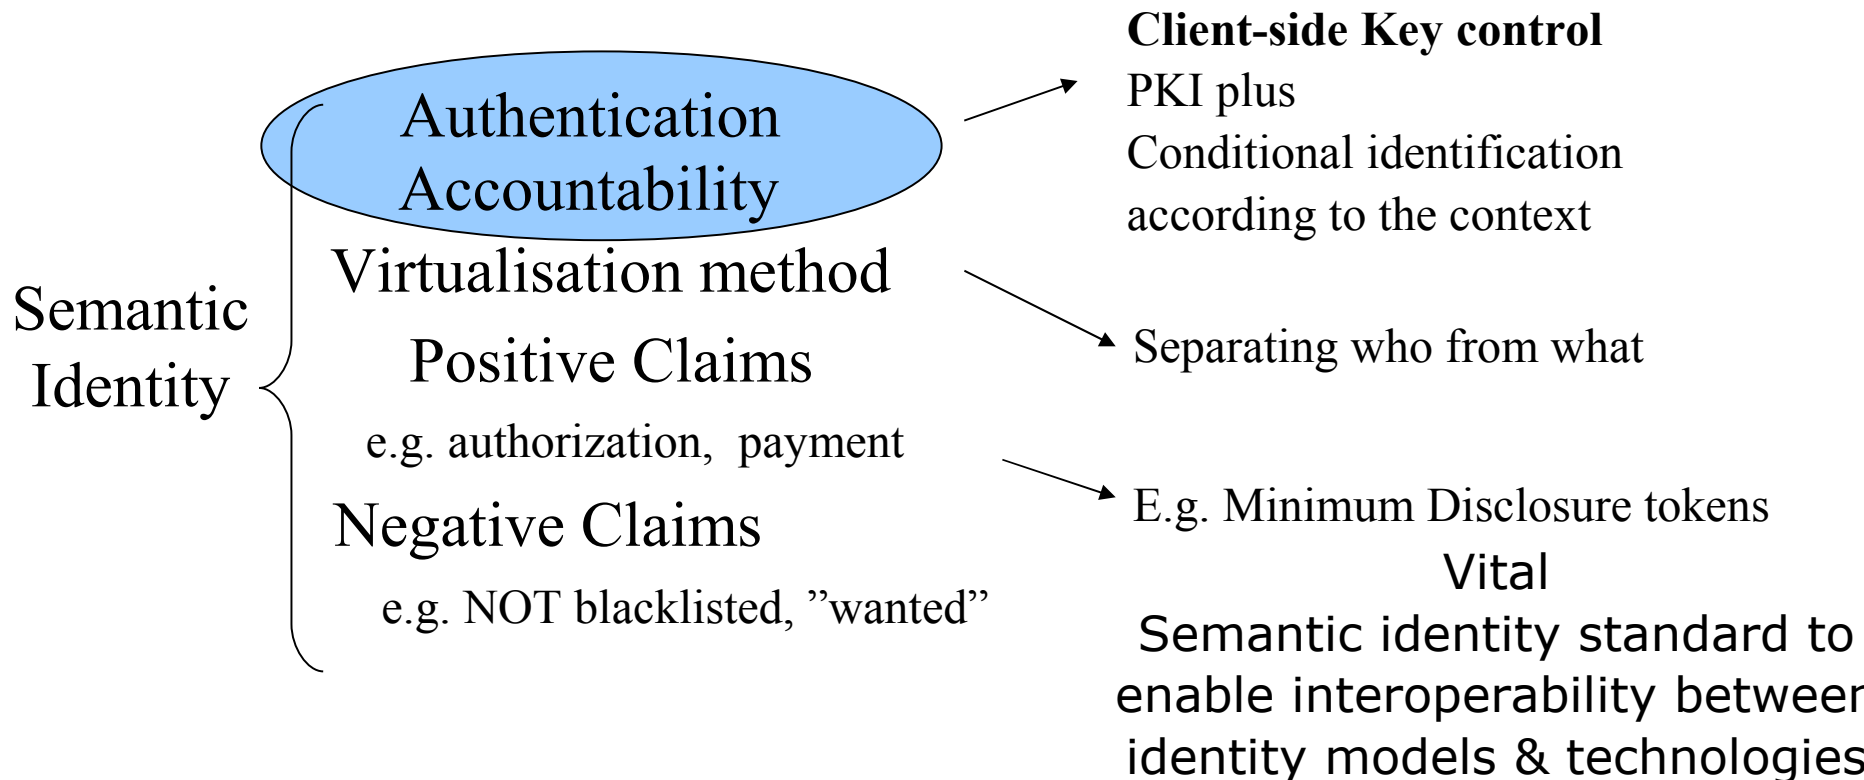 Semantic
Identity
Authentication
Accountability
Virtualisation method
Positive Claims
e.g. authorization, payment
Negative Claims
e.g. NOT blacklisted, ”wanted”
Client-side Key control
PKI plus
Conditional identification
according to the context
Separating who from what
E.g. Minimum Disclosure tokens
Vital
Semantic identity standard to
enable interoperability between
identity models & technologies